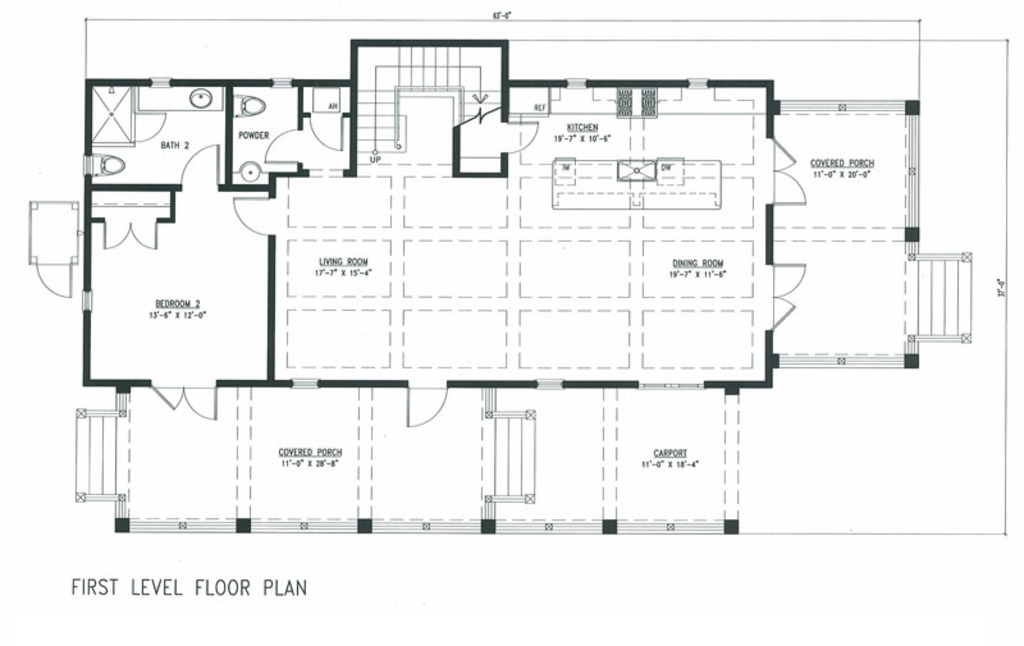 63'-0"
AH
BATH 2
POWDER
UP
REF
KITCHEN
19'-7" X 10'-6"
DW
COVERED PORCH
11'-0" X 20'-0"
LIVING ROOM
17'-7" X 15'-4"
DINING ROOM
19'-7" X 11'-6"
37'-0"
BEDROOM 2
13'-6" X 12'-0"
COVERED PORCH
11'-0" X 28'-8"
CARPORT
11'-0" X 18'-4"
FIRST LEVEL FLOOR PLAN